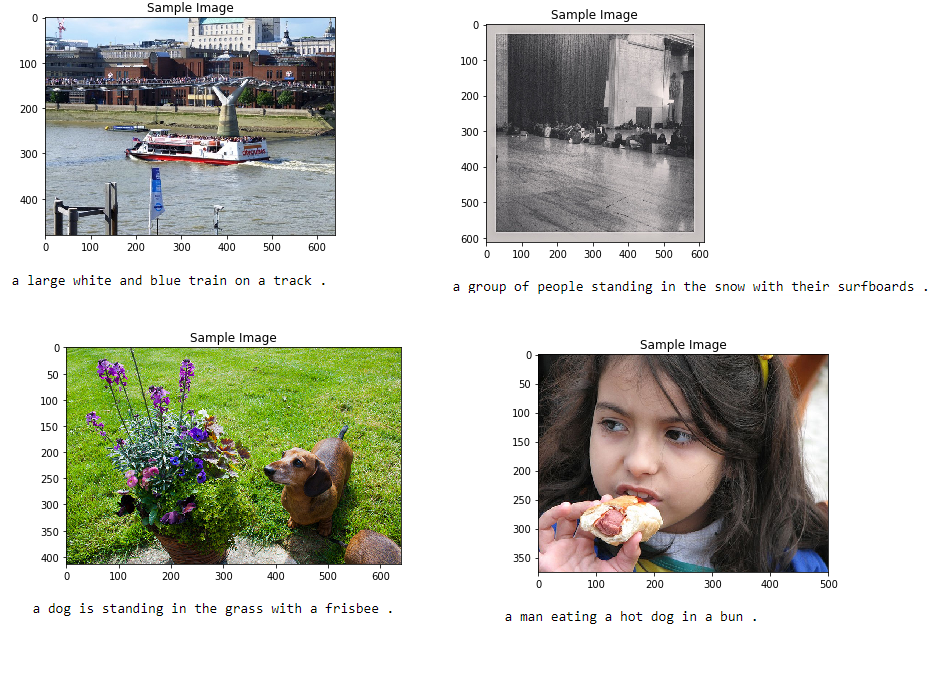 Sample Image
0
100
200
300
400
0 100 200 300 400 500 600
a large white and blue train on a track .
Sample Image
0
100
200
300
400
500
600
0 100 200 300 400 500 600
a group of people standing in the snow with their surfboards .
Sample Image
0
50
100
150
200
250
300
350
400
0 100 200 300 400 500 600
a dog is standing in the grass with a frisbee .
Sample Image
0
50
100
150
200
250
300
350
0 100 200 300 400 500
a man eating a hot dog in a bun .